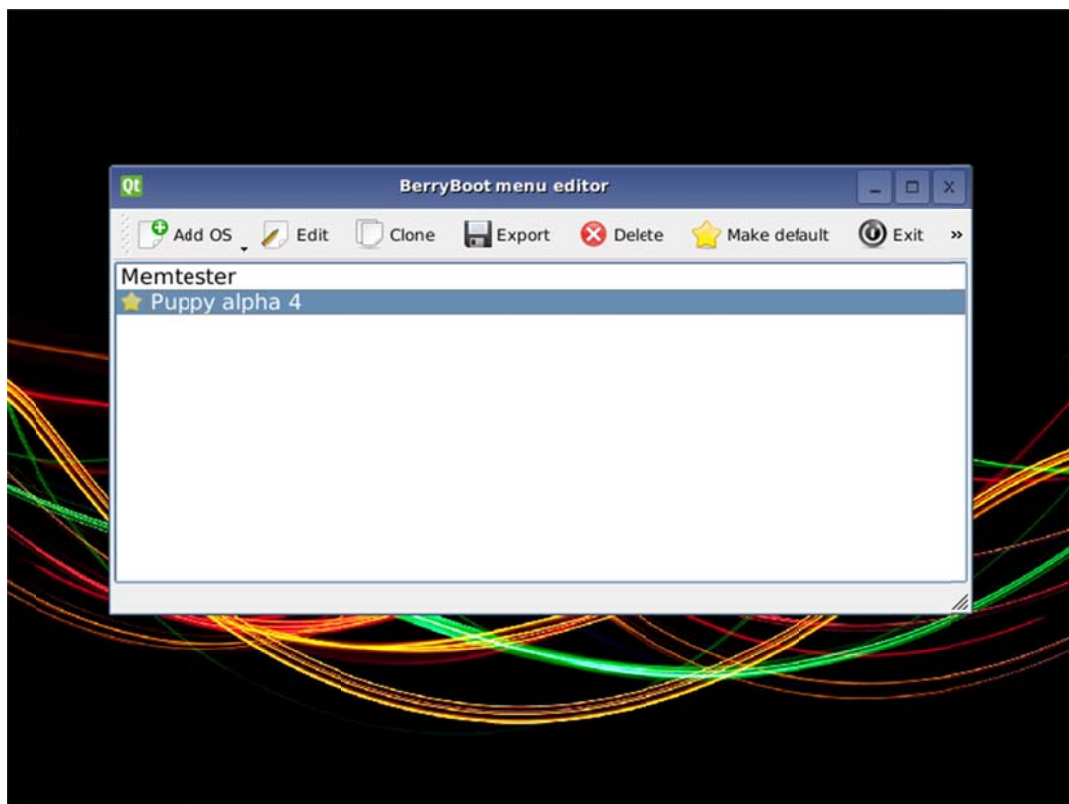 Qt BerryBoot menu editor
Add OS Edit Clone Export Delete Make default Exit »
Memtester
Puppy alpha 4